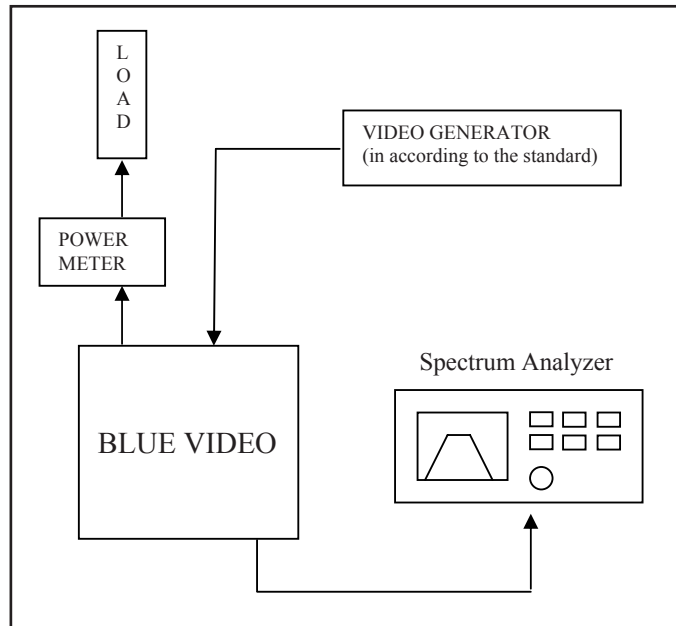 L
O
A
D
VIDEO GENERATOR
(in according to the standard)
POWER
METER
Spectrum Analyzer
BLUE VIDEO